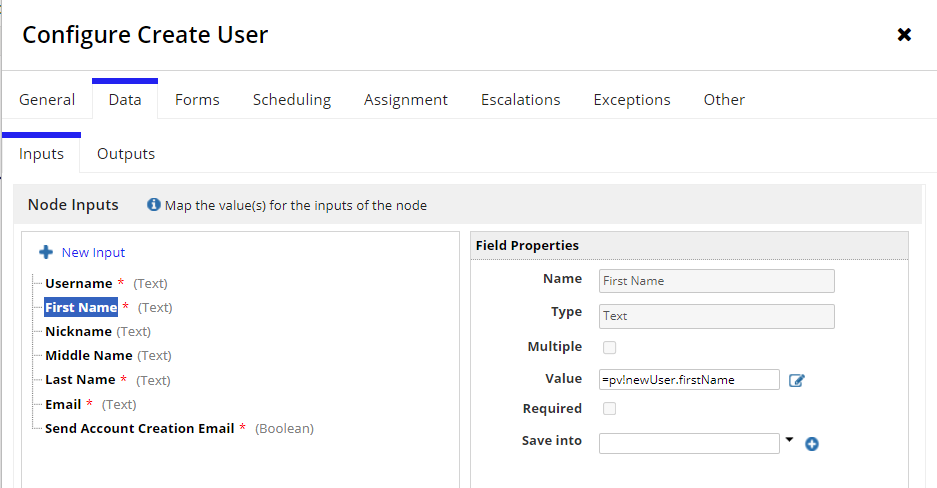 Configure Create User
General Data Forms Scheduling Assignment Escalations Exceptions Other
Inputs Outputs
Node Inputs Map the value(s) for the inputs of the node
New Input
Username * (Text)
First Name * (Text)
Nickname (Text)
Middle Name (Text)
Last Name * (Text)
Email * (Text)
Send Account Creation Email * (Boolean)
Field Properties
Name First Name
Type Text
Multiple
Value =pv!newUser.firstName
Required
Save into